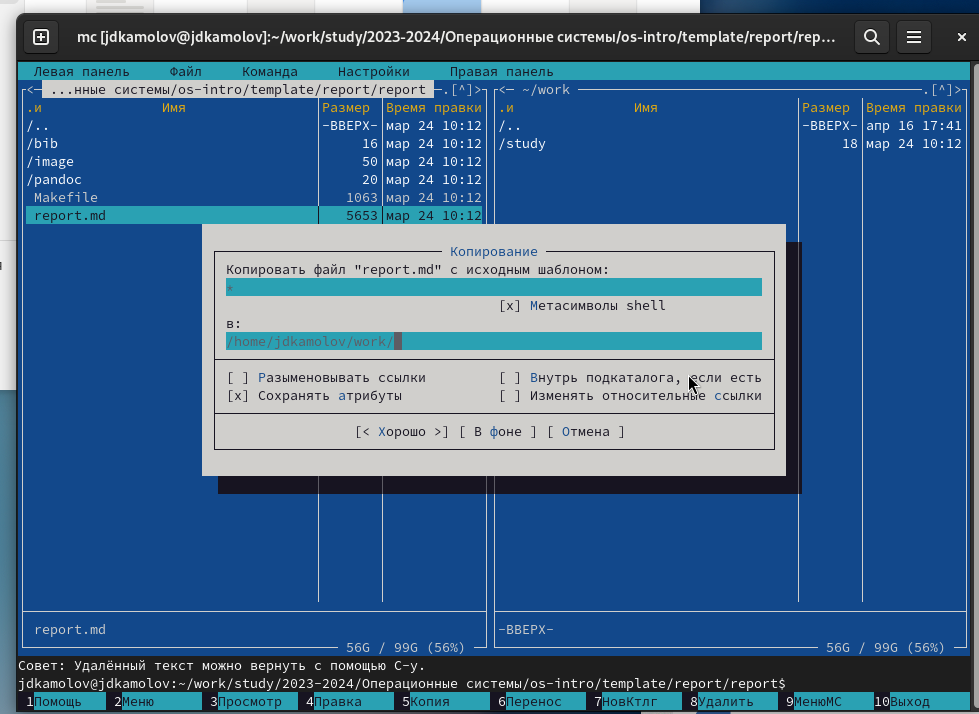 mc [jdkamolov@jdkamolov]:~/work/study/2023-2024/Операционные системы/os-intro/template/report/rep…
Левая панель Файл Команда Настройки Правая панель
<— ...нные системы/os-intro/template/report/report —.[^]> <— ~/work —.[^]>
.и Имя Размер Время правки .и Имя Размер Время правки
/.. –ВВЕРХ– мар 24 10:12 /.. –ВВЕРХ– апр 16 17:41
/bib 16 мар 24 10:12 /study 18 мар 24 10:12
/image 50 мар 24 10:12
/pandoc 20 мар 24 10:12
Makefile 1063 мар 24 10:12
report.md 5653 мар 24 10:12
Копирование
Копировать файл "report.md" с исходным шаблоном:
*
[x] Метасимволы shell
в:
/home/jdkamolov/work/
[ ] Разыменовывать ссылки [ ] Внутрь подкаталога, если есть
[x] Сохранять атрибуты [ ] Изменять относительные ссылки
[< Хорошо >] [ В фоне ] [ Отмена ]
report.md –ВВЕРХ–
56G / 99G (56%) 56G / 99G (56%)
Совет: Удалённый текст можно вернуть с помощью C-y.
jdkamolov@jdkamolov:~/work/study/2023-2024/Операционные системы/os-intro/template/report/report$
1Помощь 2Меню 3Просмотр 4Правка 5Копия 6Перенос 7НовКтлг 8Удалить 9МенюMC 10Выход